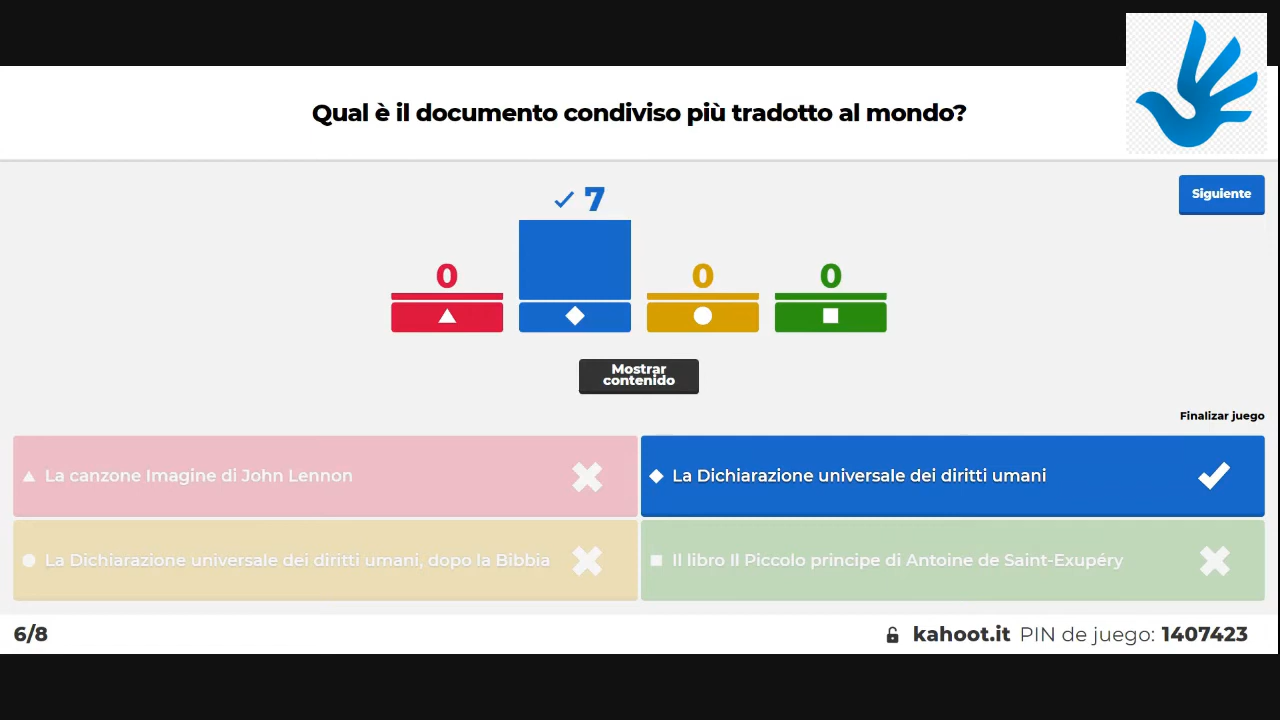 Qual è il documento condiviso più tradotto al mondo?
7
Siguiente
0
0
0
Mostrar
contenido
Finalizar juego
La canzone Imagine di John Lennon
La Dichiarazione universale dei diritti umani
La Dichiarazione universale dei diritti umani, dopo la Bibbia
Il libro Il Piccolo principe di Antoine de Saint-Exupéry
6/8
kahoot.it PIN de juego: 1407423